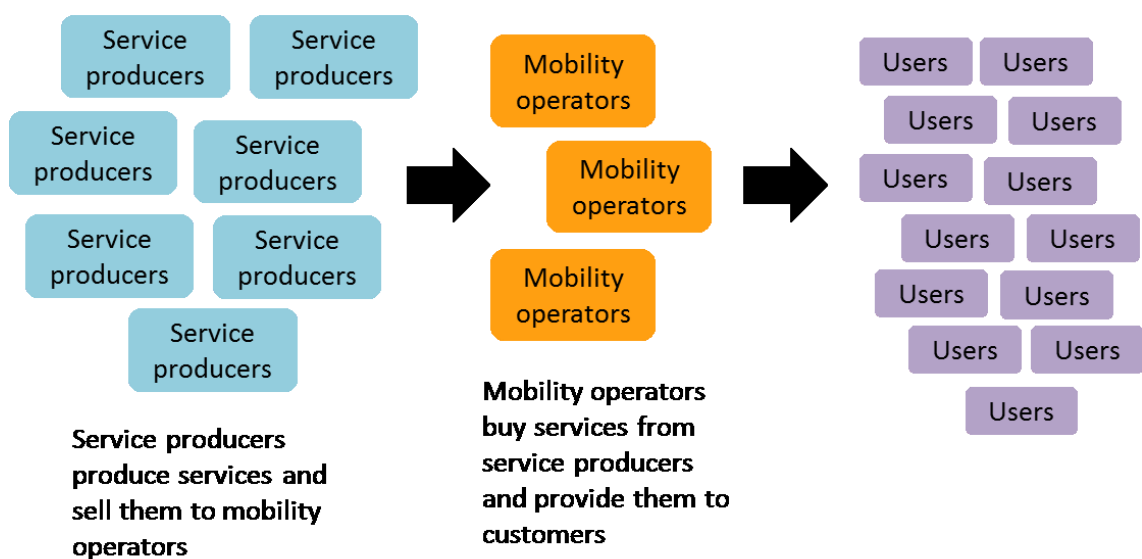 Service
producers
Service
producers
Service
producers
Service
producers
Service
producers
Service
producers
Service
producers
Service producers
produce services and
sell them to mobility
operators
Mobility
operators
Mobility
operators
Mobility
operators
Mobility operators
buy services from
service producers
and provide them to
customers
Users
Users
Users
Users
Users
Users
Users
Users
Users
Users
Users
Users
Users